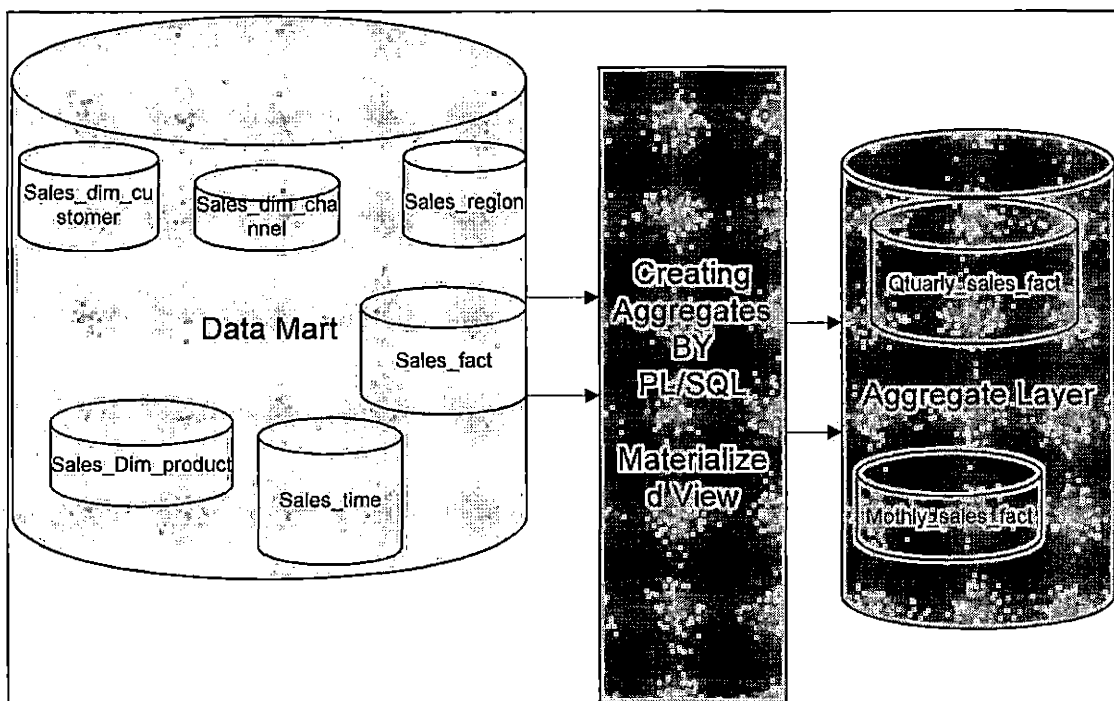 Sales_dim_cu
stomer
Sales_dim_cha
nnel
Sales_region
Data Mart
Sales_fact
Sales_Dim_product
Sales_time
Creating
Aggregates
BY
PL/SQL
Materialize
d View
Qtuarly_sales_fact
Aggregate Layer
Mothly_sales_fact